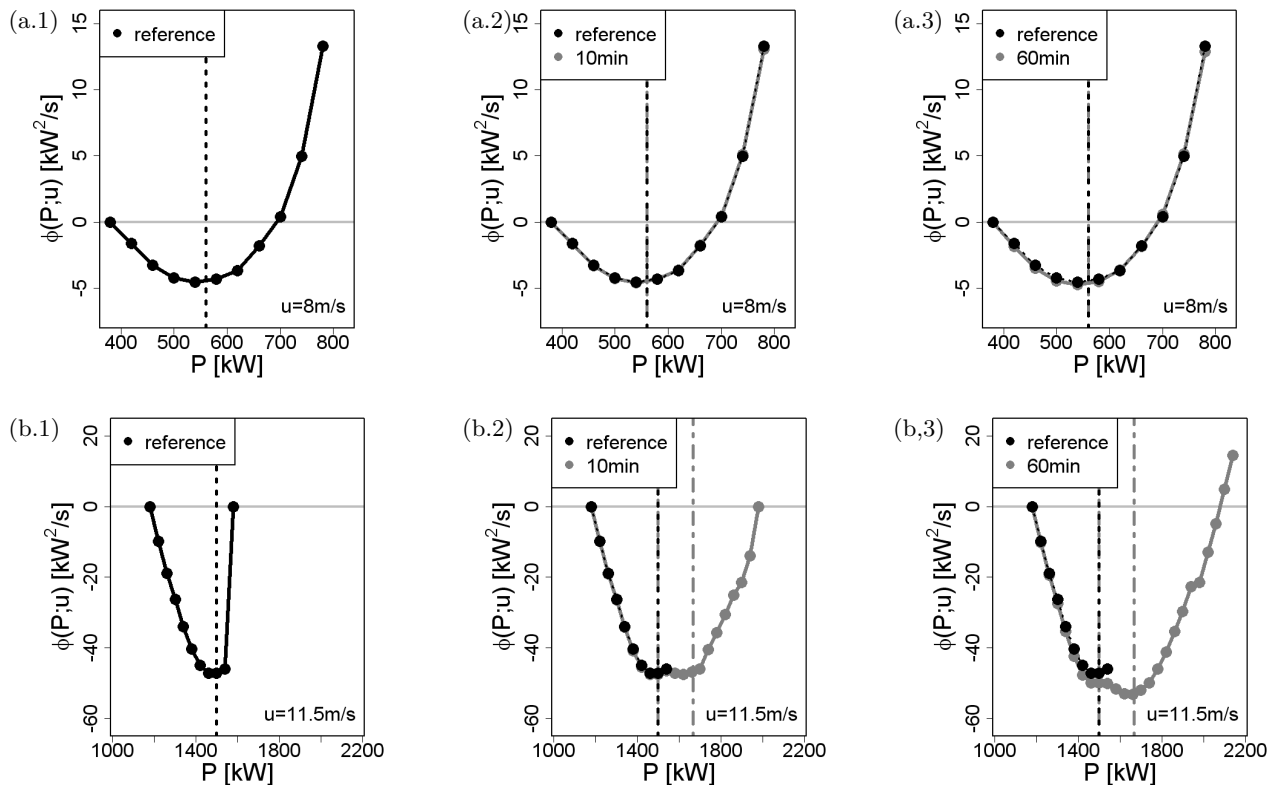 (a.1)
reference
ϕ(P;u) [kW²/s]
15
10
5
0
-5
u=8m/s
400 500 600 700 800
P [kW]
(a.2)
reference
10min
ϕ(P;u) [kW²/s]
15
10
5
0
-5
u=8m/s
400 500 600 700 800
P [kW]
(a.3)
reference
60min
ϕ(P;u) [kW²/s]
15
10
5
0
-5
u=8m/s
400 500 600 700 800
P [kW]
(b.1)
reference
ϕ(P;u) [kW²/s]
20
0
-20
-40
-60
u=11.5m/s
1000 1400 1800 2200
P [kW]
(b.2)
reference
10min
ϕ(P;u) [kW²/s]
20
0
-20
-40
-60
u=11.5m/s
1000 1400 1800 2200
P [kW]
(b,3)
reference
60min
ϕ(P;u) [kW²/s]
20
0
-20
-40
-60
u=11.5m/s
1000 1400 1800 2200
P [kW]